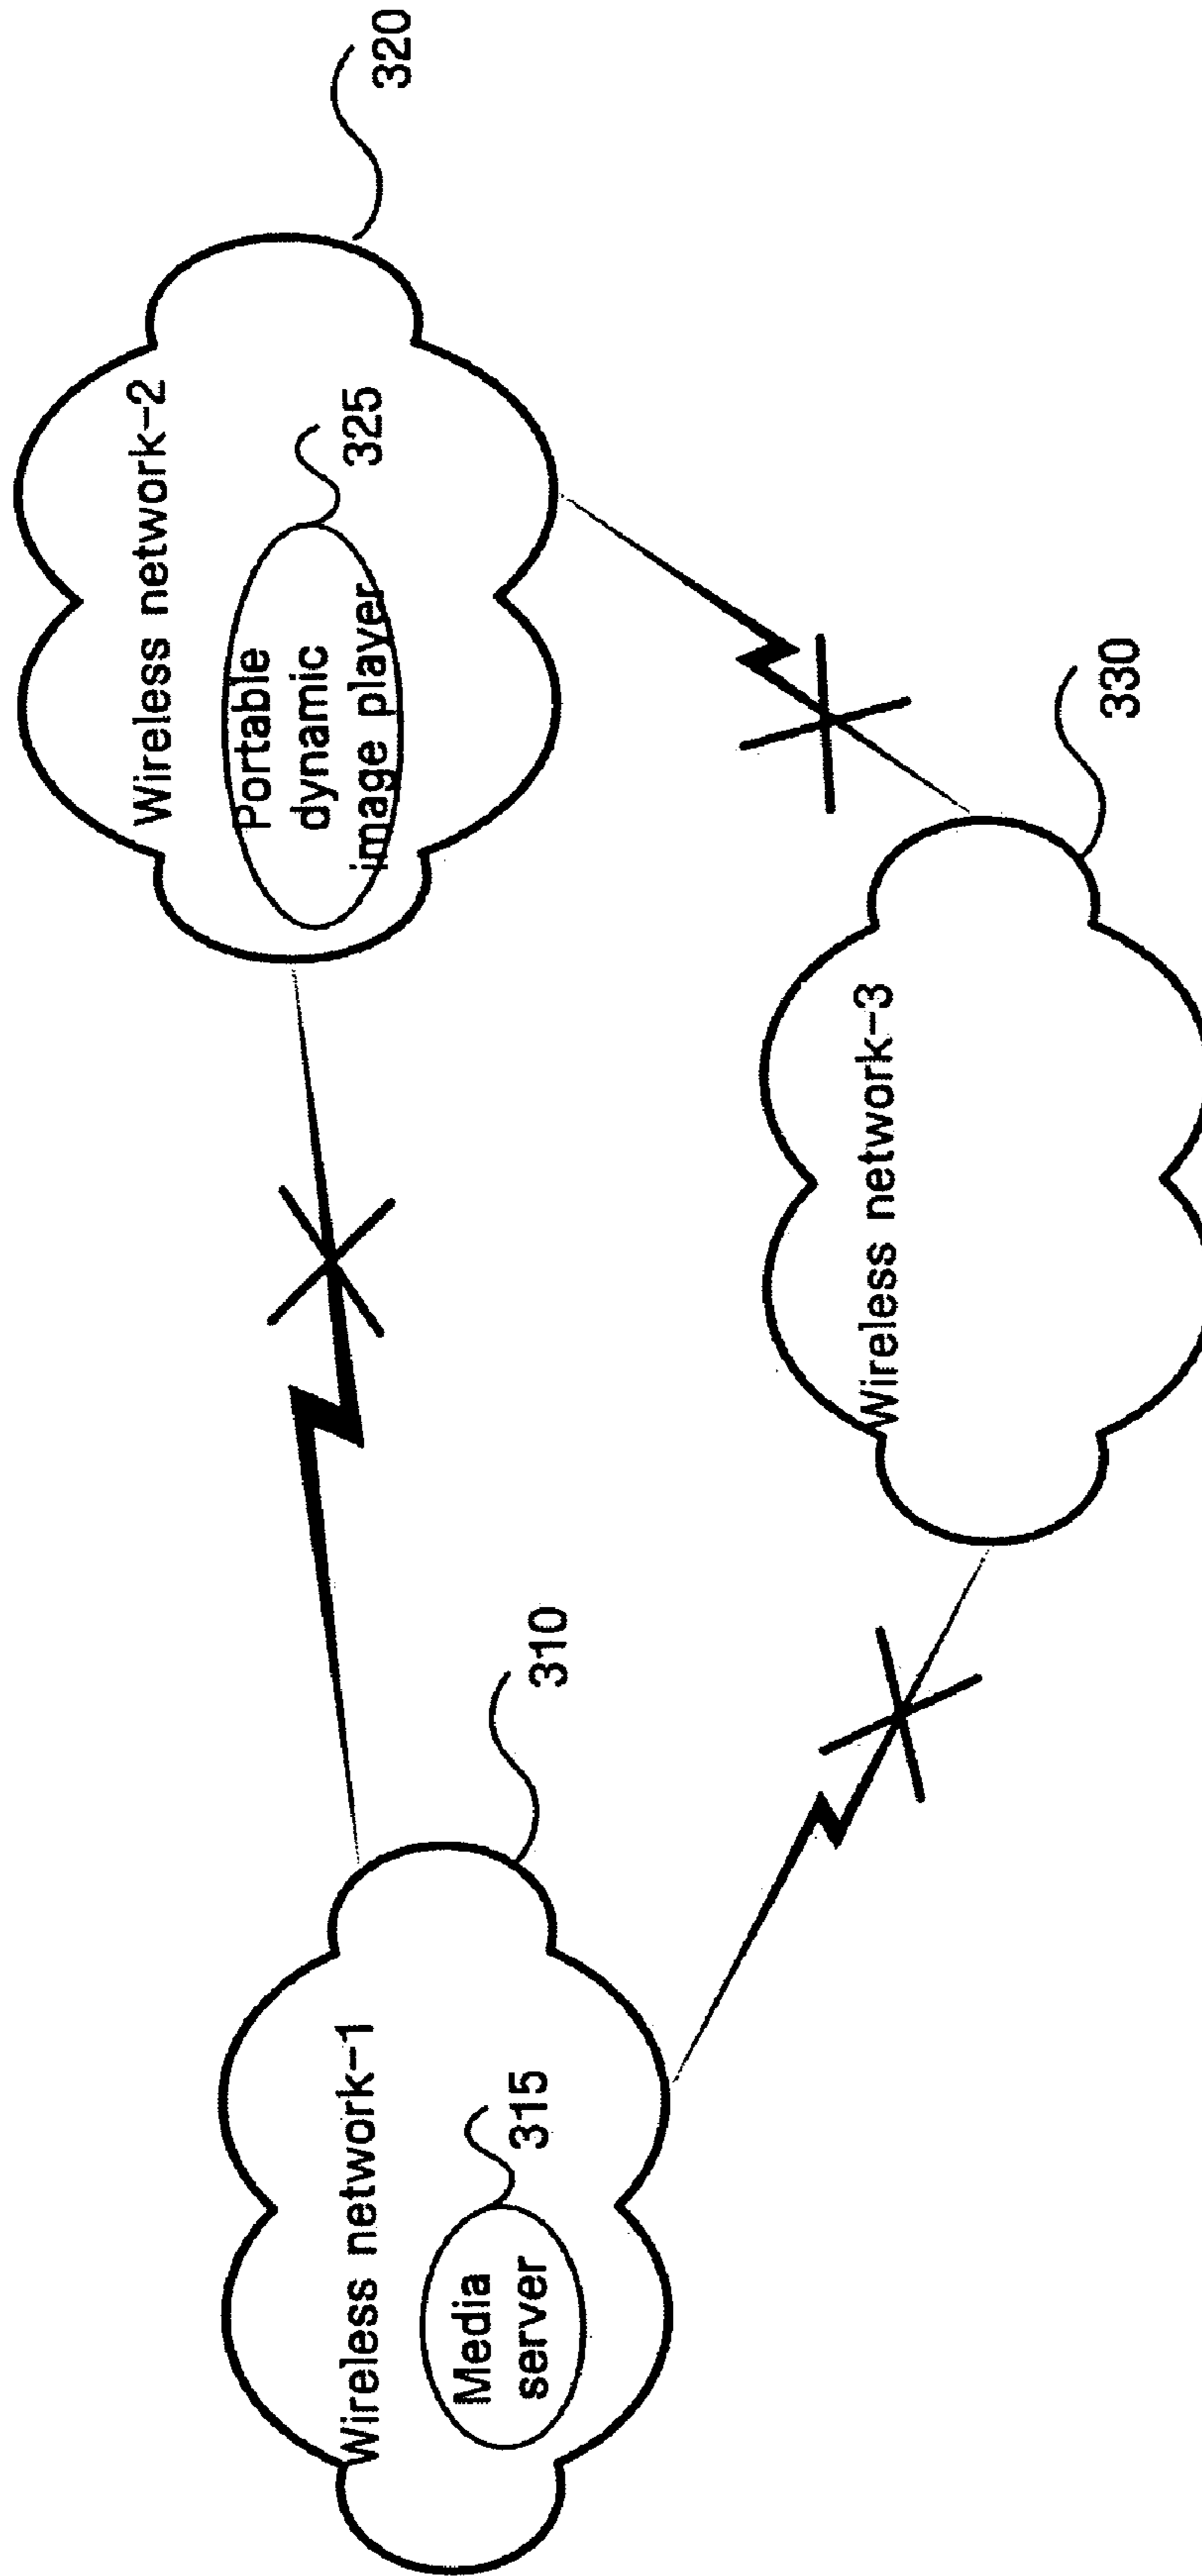 Wireless network-1
Media
server
315
310
Wireless network-2
Portable
dynamic
image player
325
320
Wireless network-3
330